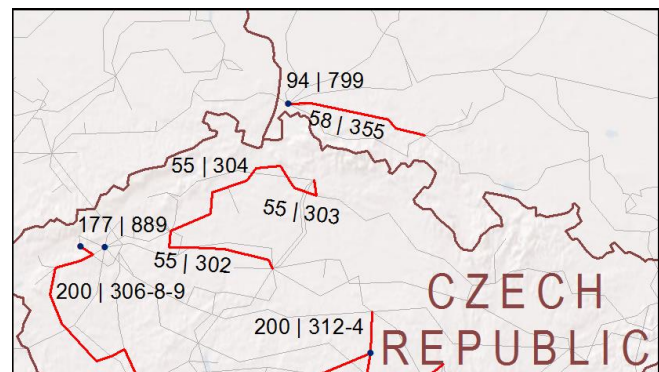 94 | 799
58 | 355
55 | 304
55 | 303
177 | 889
55 | 302
200 | 306-8-9
CZECH
200 | 312-4
REPUBLIC